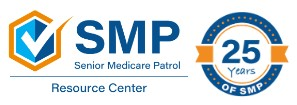 SMP
Senior Medicare Patrol
Resource Center
25
Years
OF SMP